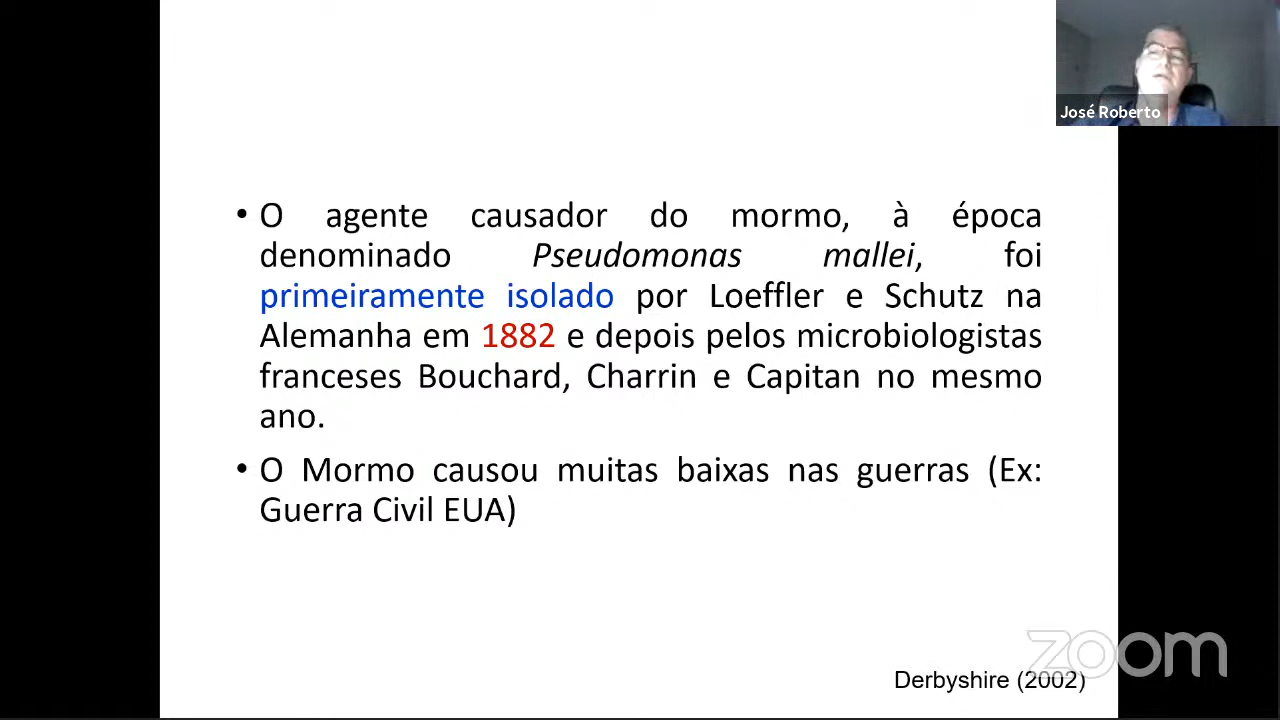 José Roberto
• O agente causador do mormo, à época
denominado Pseudomonas mallei, foi
primeiramente isolado por Loeffler e Schutz na
Alemanha em 1882 e depois pelos microbiologistas
franceses Bouchard, Charrin e Capitan no mesmo
ano.
• O Mormo causou muitas baixas nas guerras (Ex:
Guerra Civil EUA)
zoom
Derbyshire (2002)